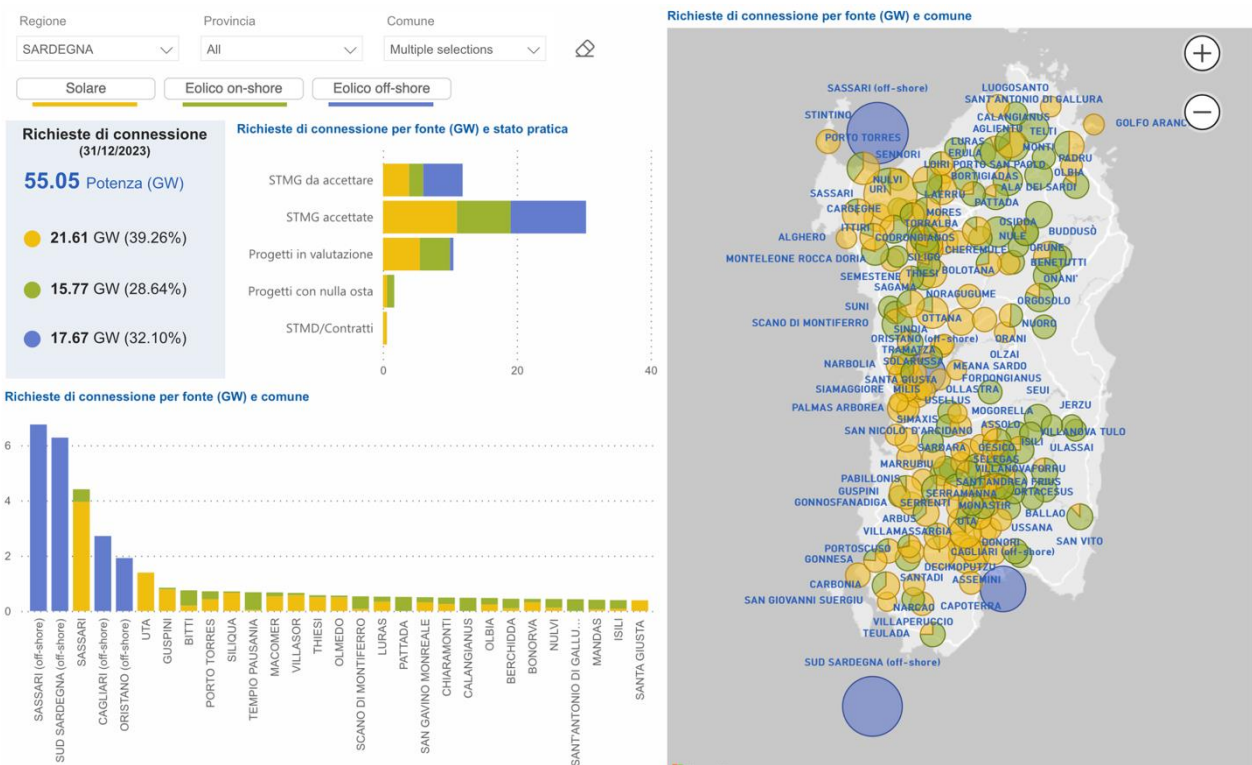 Regione
Provincia
Comune
SARDEGNA
All
Multiple selections
Solare
Eolico on-shore
Eolico off-shore
Richieste di connessione
(31/12/2023)
55.05 Potenza (GW)
21.61 GW (39.26%)
15.77 GW (28.64%)
17.67 GW (32.10%)
Richieste di connessione per fonte (GW) e stato pratica
STMG da accettare
STMG accettate
Progetti in valutazione
Progetti con nulla osta
STMD/Contratti
0
20
40
Richieste di connessione per fonte (GW) e comune
6
4
2
0
SASSARI (off-shore)
SUD SARDEGNA (off-shore)
SASSARI
CAGLIARI (off-shore)
ORISTANO (off-shore)
UTA
GUSPINI
BITTI
PORTO TORRES
SILIQUA
TEMPIO PAUSANIA
MACOMER
VILLASOR
THIESI
OLMEDO
SCANO DI MONTIFERRO
LURAS
PATTADA
SAN GAVINO MONREALE
CHIARAMONTI
CALANGIANUS
OLBIA
BERCHIDDA
BONORVA
NULVI
SANT'ANTONIO DI GALLU...
MANDAS
ISILI
SANTA GIUSTA
Richieste di connessione per fonte (GW) e comune
+
−
SASSARI (off-shore)
LUOGOSANTO
SANT'ANTONIO DI GALLURA
STINTINO
CALANGIANUS
GOLFO ARANC
AGLIENTU
TELTI
PORTO TORRES
LURAS
MONTI
SENNORI
ERULA
PADRU
LOIRI PORTO SAN PAOLO
OLBIA
NULVI
BORTIGIADAS
SASSARI
URI
LAERRU
ALA' DEI SARDI
PATTADA
CARGEGHE
MORES
ITTIRI
TORRALBA
OSIDDA
BUDDUSÒ
ALGHERO
CODRONGIANOS
NULE
CHEREMULE
ORUNE
MONTELEONE ROCCA DORIA
SILIGO
BENETUTTI
SEMESTENE
THIESI
BOLOTANA
ONANI'
SAGAMA
NORAGUGUME
ORGOSOLO
SUNI
OTTANA
SCANO DI MONTIFERRO
SINDIA
NUORO
ORISTANO (off-shore)
ORANI
TRAMATZA
OLZAI
NARBOLIA
SOLARUSSA
MEANA SARDO
SANTA GIUSTA
FORDONGIANUS
SIAMAGGIORE
MILIS
OLLASTRA
SEUI
PALMAS ARBOREA
USELLUS
JERZU
SIMAXIS
MOGORELLA
SAN NICOLO' D'ARCIDANO
ASSOLO
VILLANOVA TULO
SARDARA
GESICO
ISILI
ULASSAI
MARRUBIU
SELEGAS
VILLANOVAFORRU
PABILLONIS
SANT'ANDREA FRIUS
GUSPINI
SERRAMANNA
ORTACESUS
GONNOSFANADIGA
SERRENTI
MONASTIR
BALLAO
ARBUS
UTA
USSANA
VILLAMASSARGIA
SAN VITO
PORTOSCUSO
DONORI
GONNESA
CAGLIARI (off-shore)
DECIMOPUTZU
CARBONIA
SANTADI
ASSEMINI
SAN GIOVANNI SUERGIU
NARCAO
CAPOTERRA
VILLAPERUCCIO
TEULADA
SUD SARDEGNA (off-shore)